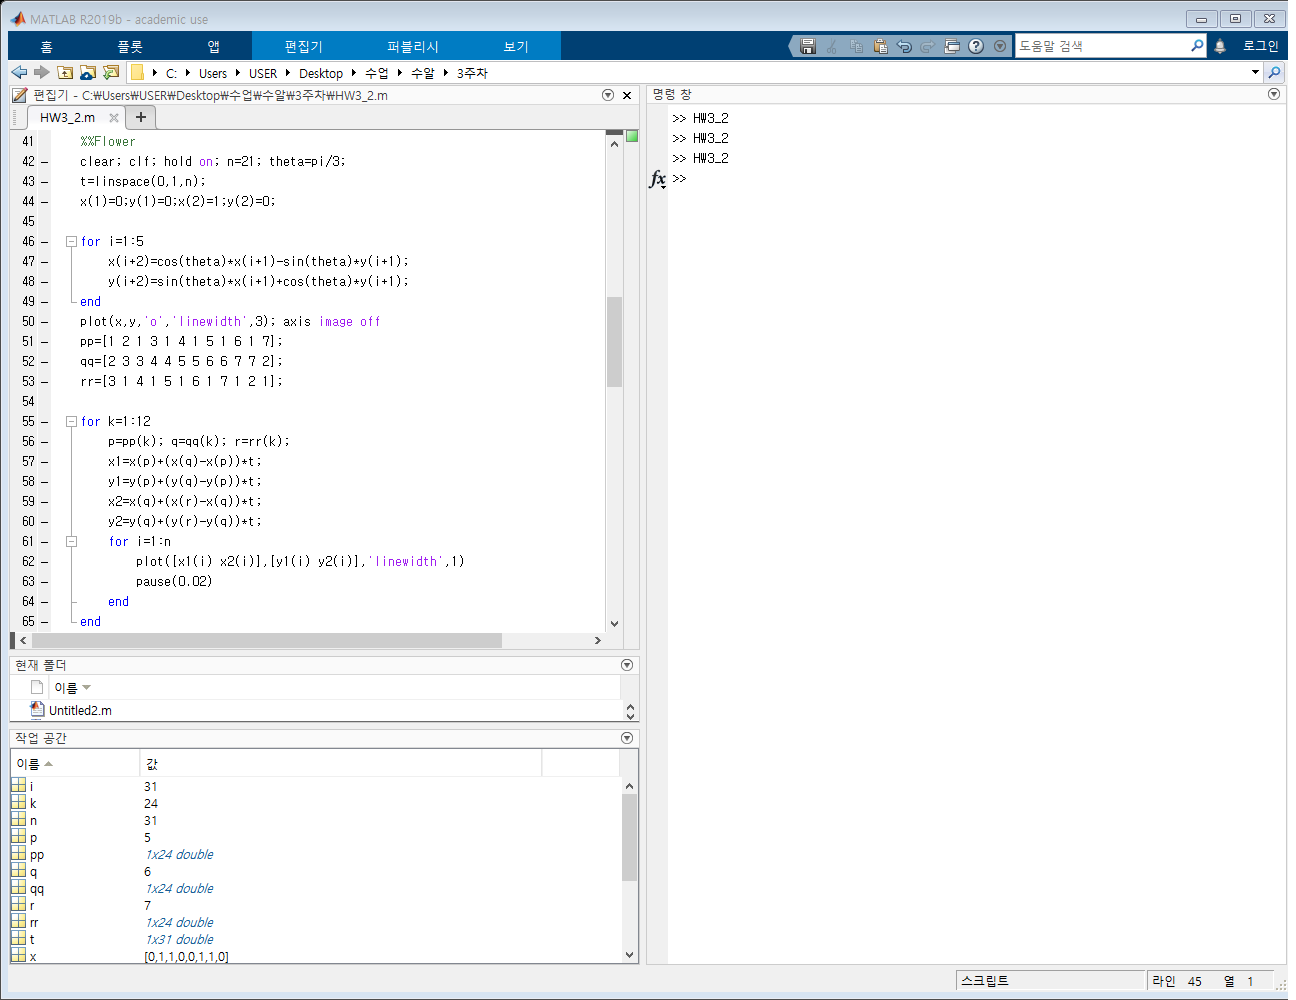 MATLAB R2019b - academic use
홈 플롯 앱 편집기 퍼블리시 보기 도움말 검색 로그인
C: Users USER Desktop 수업 수알 3주차
편집기 - C:₩Users₩USER₩Desktop₩수업₩수알₩3주차₩HW3_2.m
HW3_2.m
41 %%Flower
42 – clear; clf; hold on; n=21; theta=pi/3;
43 – t=linspace(0,1,n);
44 – x(1)=0;y(1)=0;x(2)=1;y(2)=0;
45
46 – for i=1:5
47 – x(i+2)=cos(theta)*x(i+1)-sin(theta)*y(i+1);
48 – y(i+2)=sin(theta)*x(i+1)+cos(theta)*y(i+1);
49 – end
50 – plot(x,y,'o','linewidth',3); axis image off
51 – pp=[1 2 1 3 1 4 1 5 1 6 1 7];
52 – qq=[2 3 3 4 4 5 5 6 6 7 7 2];
53 – rr=[3 1 4 1 5 1 6 1 7 1 2 1];
54
55 – for k=1:12
56 – p=pp(k); q=qq(k); r=rr(k);
57 – x1=x(p)+(x(q)-x(p))*t;
58 – y1=y(p)+(y(q)-y(p))*t;
59 – x2=x(q)+(x(r)-x(q))*t;
60 – y2=y(q)+(y(r)-y(q))*t;
61 – for i=1:n
62 – plot([x1(i) x2(i)],[y1(i) y2(i)],'linewidth',1)
63 – pause(0.02)
64 – end
65 – end
현재 폴더
이름
Untitled2.m
작업 공간
이름 값
i 31
k 24
n 31
p 5
pp 1x24 double
q 6
qq 1x24 double
r 7
rr 1x24 double
t 1x31 double
x [0,1,1,0,0,1,1,0]
명령 창
>> HW3_2
>> HW3_2
>> HW3_2
fx >>
스크립트 라인 45 열 1